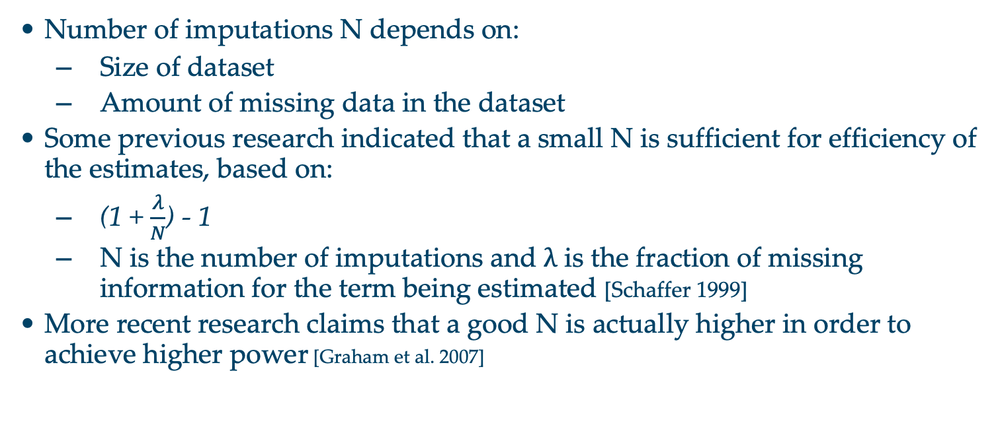 • Number of imputations N depends on:
– Size of dataset
– Amount of missing data in the dataset
• Some previous research indicated that a small N is sufficient for efficiency of
the estimates, based on:
– (1 + λ/N) - 1
– N is the number of imputations and λ is the fraction of missing
information for the term being estimated [Schaffer 1999]
• More recent research claims that a good N is actually higher in order to
achieve higher power [Graham et al. 2007]